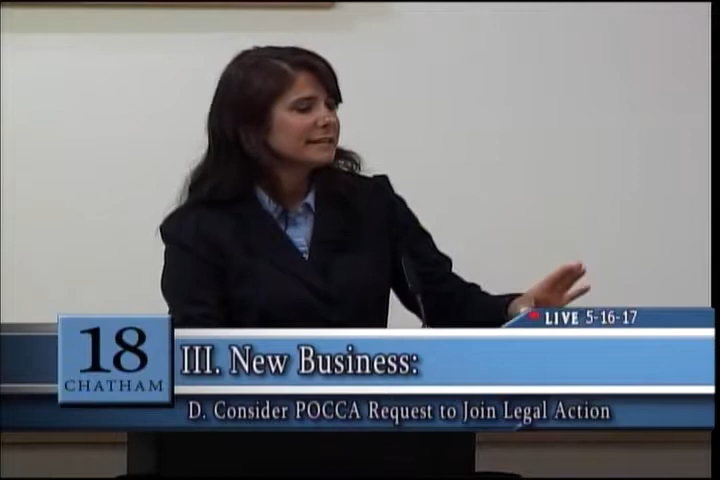 LIVE 5-16-17
18
CHATHAM
III. New Business:
D. Consider POCCA Request to Join Legal Action